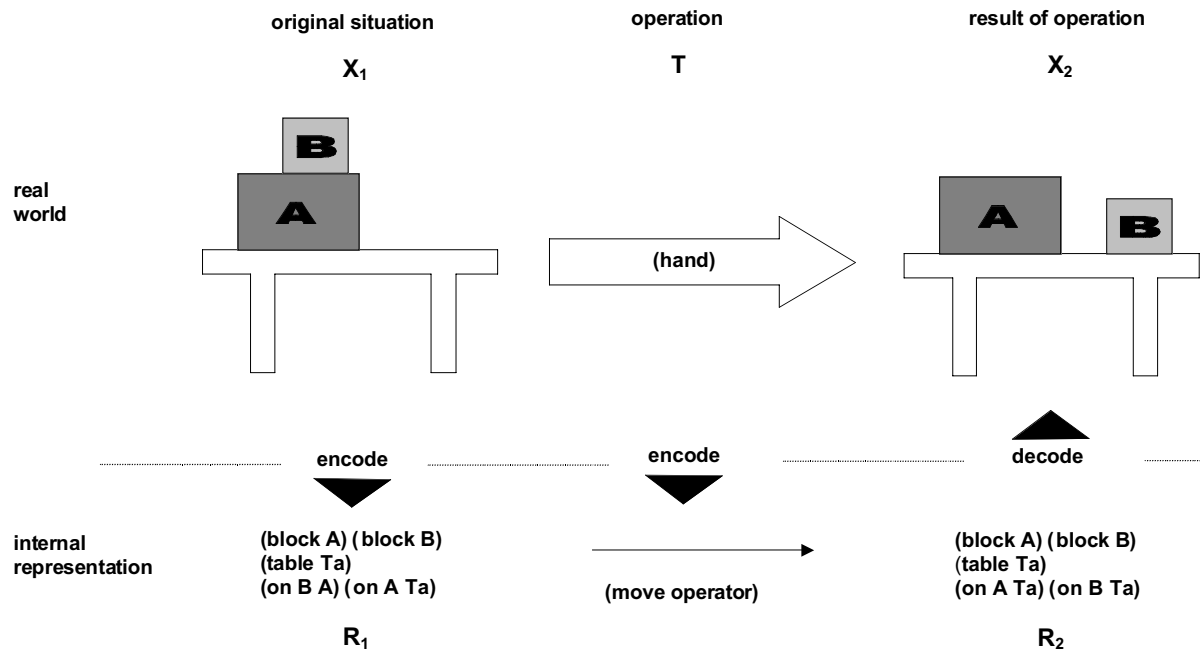 original situation
operation
result of operation
X₁
T
X₂
B
A
real
world
(hand)
A
B
encode
encode
decode
internal
representation
(block A) (block B)
(table Ta)
(on B A) (on A Ta)
(move operator)
(block A) (block B)
(table Ta)
(on A Ta) (on B Ta)
R₁
R₂